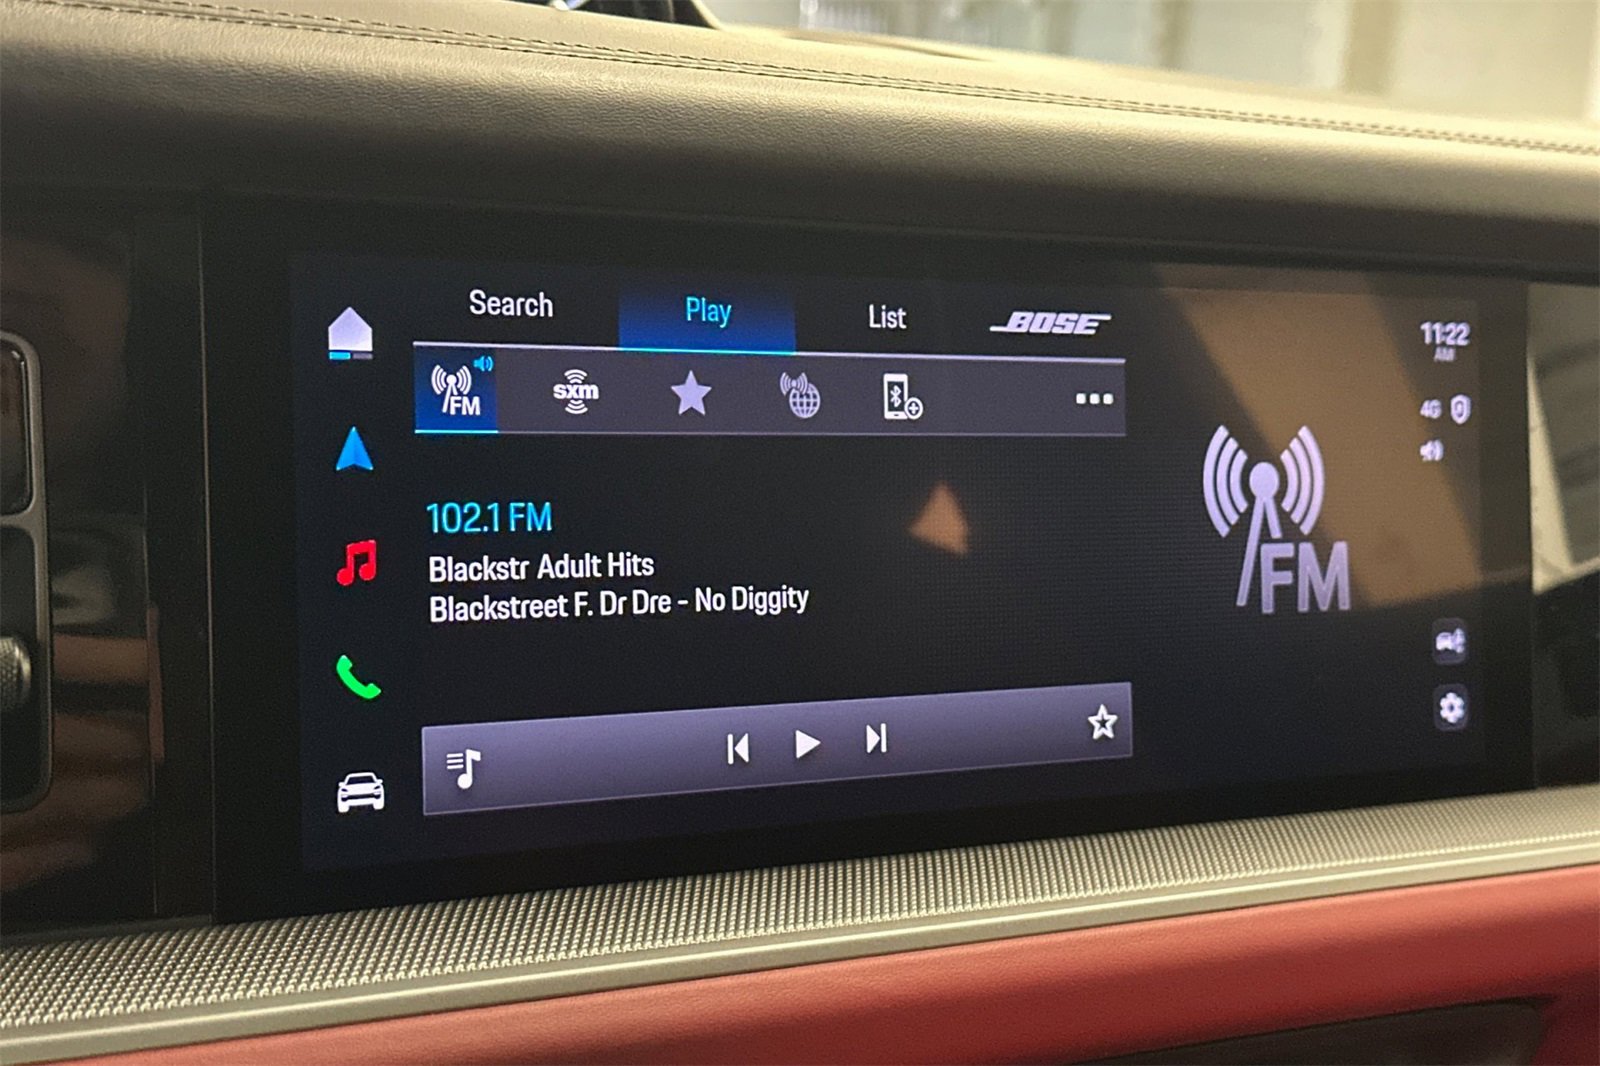 Search
Play
List
BOSE
11:22
AM
FM
sxm
4G
FM
102.1 FM
Blackstr Adult Hits
Blackstreet F. Dr Dre - No Diggity